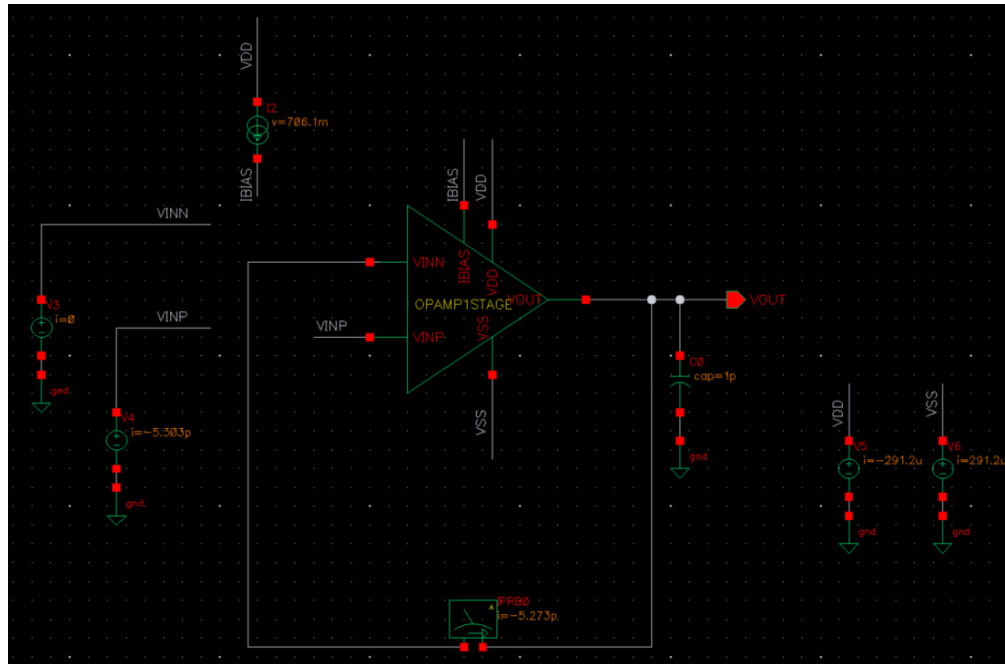 VDD
I2
v=706.1m
IBIAS
VINN
V3
i=0
gnd
VINP
V4
i=-5.303p
gnd
IBIAS
VDD
VINN
IBIAS
VDD
OPAMP1STAGE
VOUT
VINP
VINP
VSS
VSS
VOUT
C0
cap=1p
gnd
VDD
V5
i=-291.2u
gnd
VSS
V6
i=291.2u
gnd
IPRB0
i=-5.273p